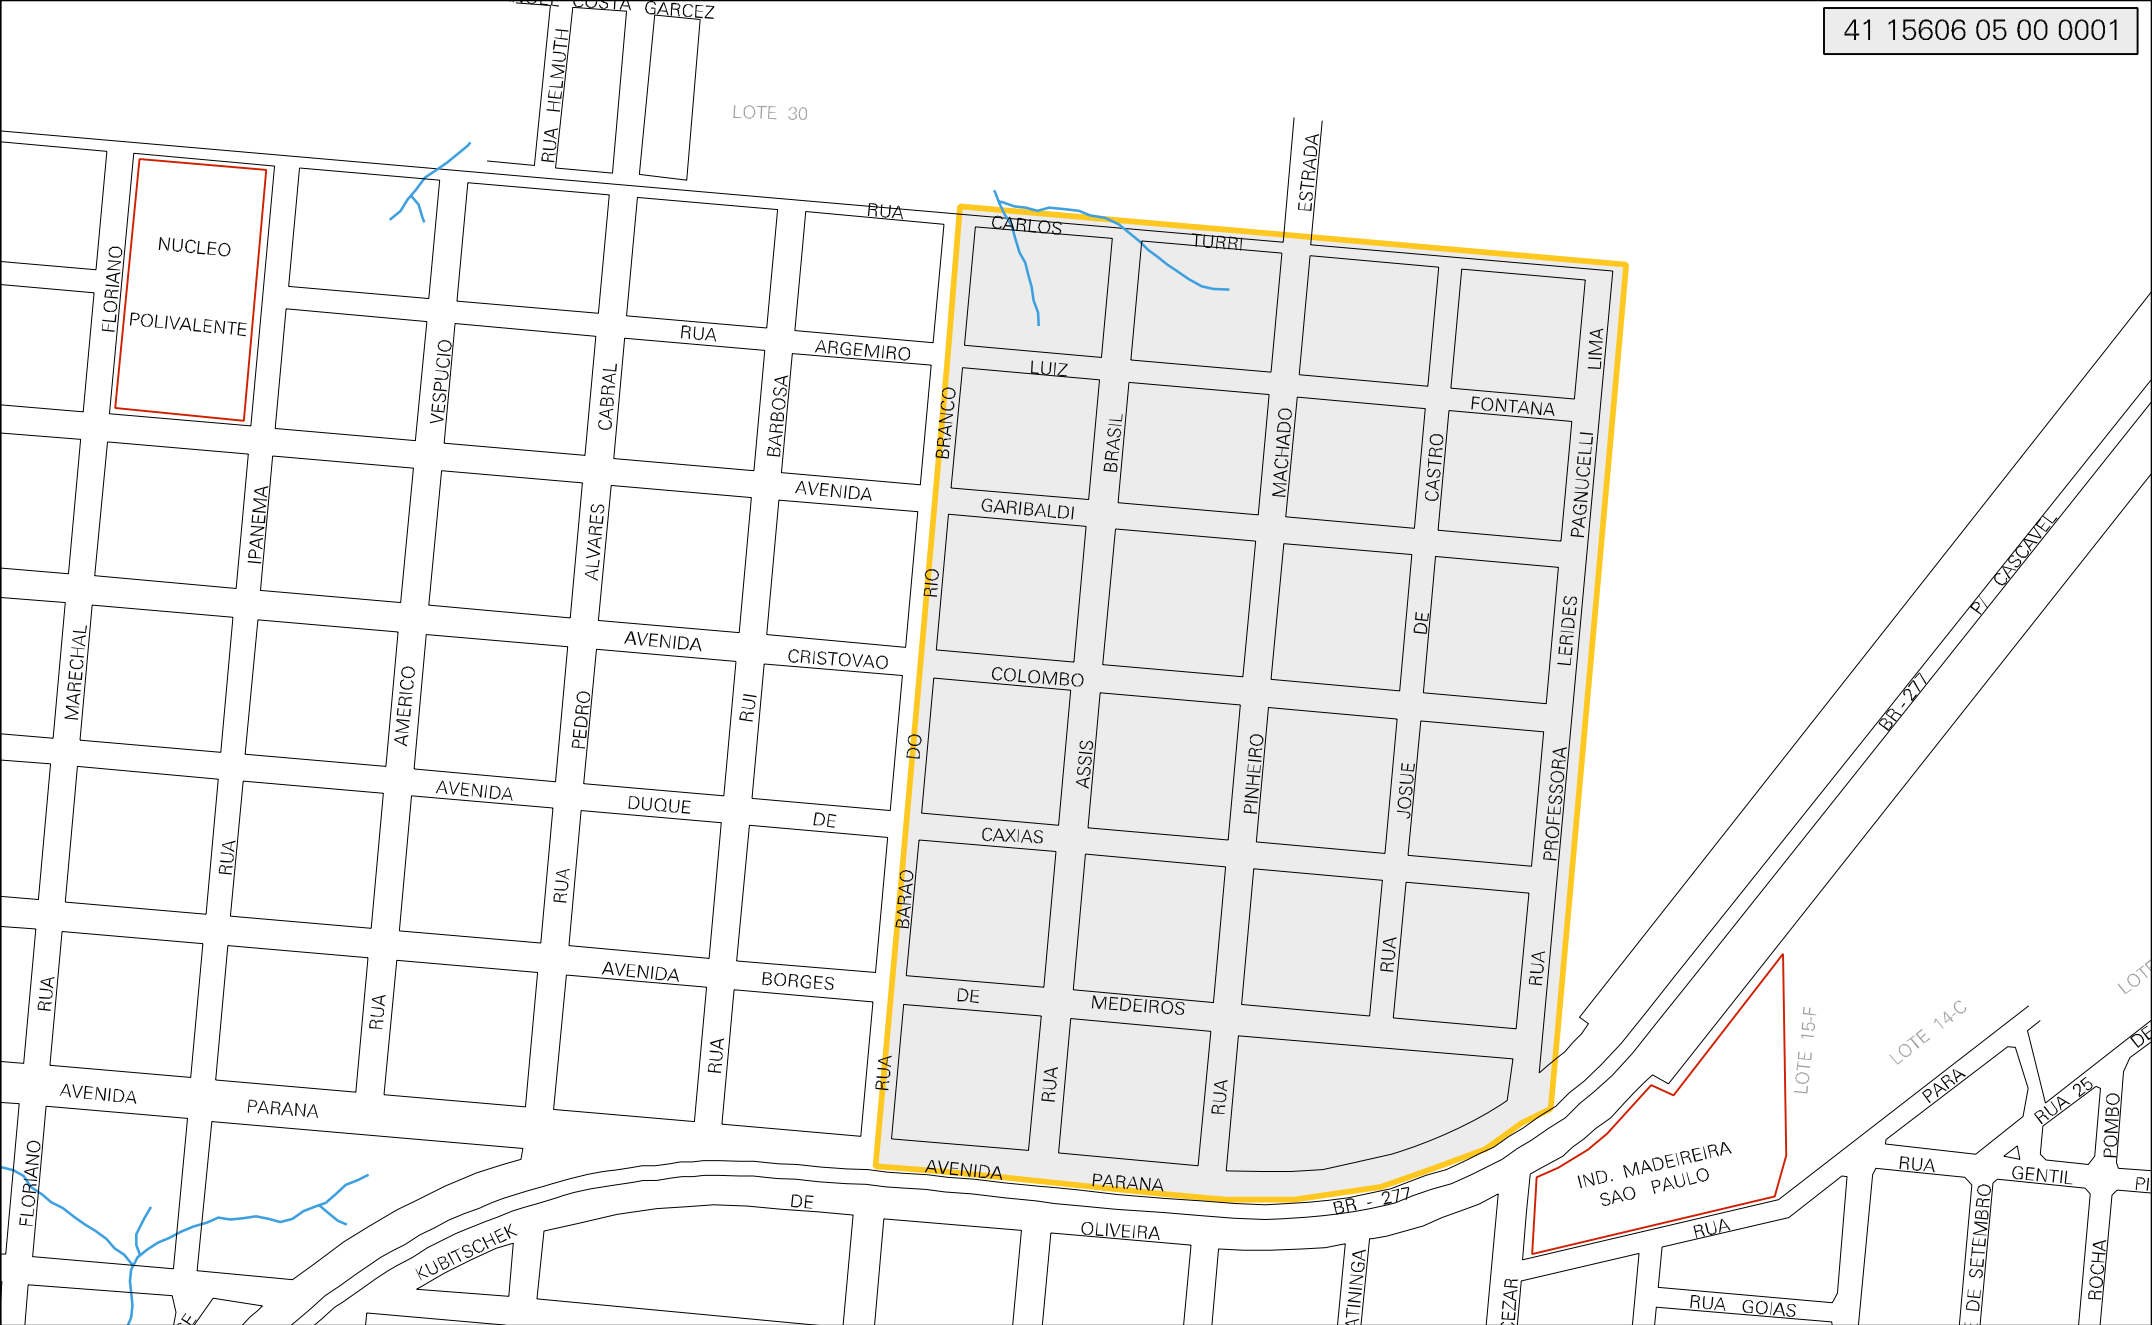 COSTA GARCEZ
41 15606 05 00 0001
RUA HELMUTH
LOTE 30
ESTRADA
RUA
CARLOS
TURRI
NUCLEO
POLIVALENTE
FLORIANO
RUA
ARGEMIRO
LUIZ
FONTANA
LIMA
VESPUCIO
CABRAL
BARBOSA
BRANCO
BRASIL
MACHADO
CASTRO
PAGNUCELLI
AVENIDA
GARIBALDI
IPANEMA
ALVARES
RIO
DE
LERIDES
P/ CASCAVEL
BR - 277
MARECHAL
AVENIDA
CRISTOVAO
COLOMBO
AMERICO
PEDRO
RUI
DO
ASSIS
PINHEIRO
JOSUE
PROFESSORA
AVENIDA
DUQUE
DE
CAXIAS
RUA
RUA
BARAO
RUA
RUA
AVENIDA
BORGES
DE
MEDEIROS
RUA
RUA
RUA
RUA
RUA
RUA
AVENIDA
PARANA
FLORIANO
AVENIDA
PARANA
BR - 277
LOTE 15-F
LOTE 14-C
LOTE
PARA
RUA 25
DE
POMBO
IND. MADEIREIRA
SAO PAULO
RUA
GENTIL
PI
DE
OLIVEIRA
KUBITSCHEK
RUA
DE SETEMBRO
ROCHA
RUA GOIAS